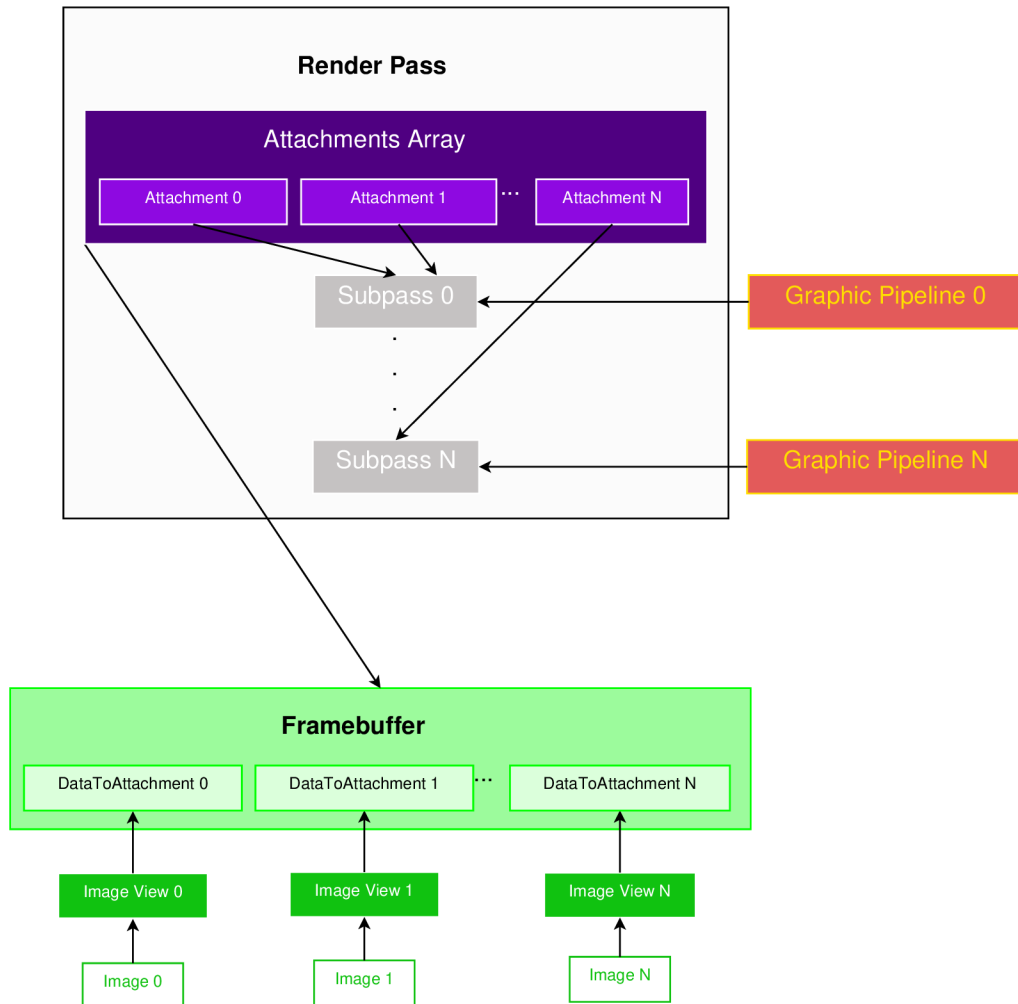 Render Pass
Attachments Array
Attachment 0
Attachment 1
...
Attachment N
Subpass 0
Graphic Pipeline 0
.
.
.
Subpass N
Graphic Pipeline N
Framebuffer
DataToAttachment 0
DataToAttachment 1
...
DataToAttachment N
Image View 0
Image View 1
Image View N
Image 0
Image 1
Image N